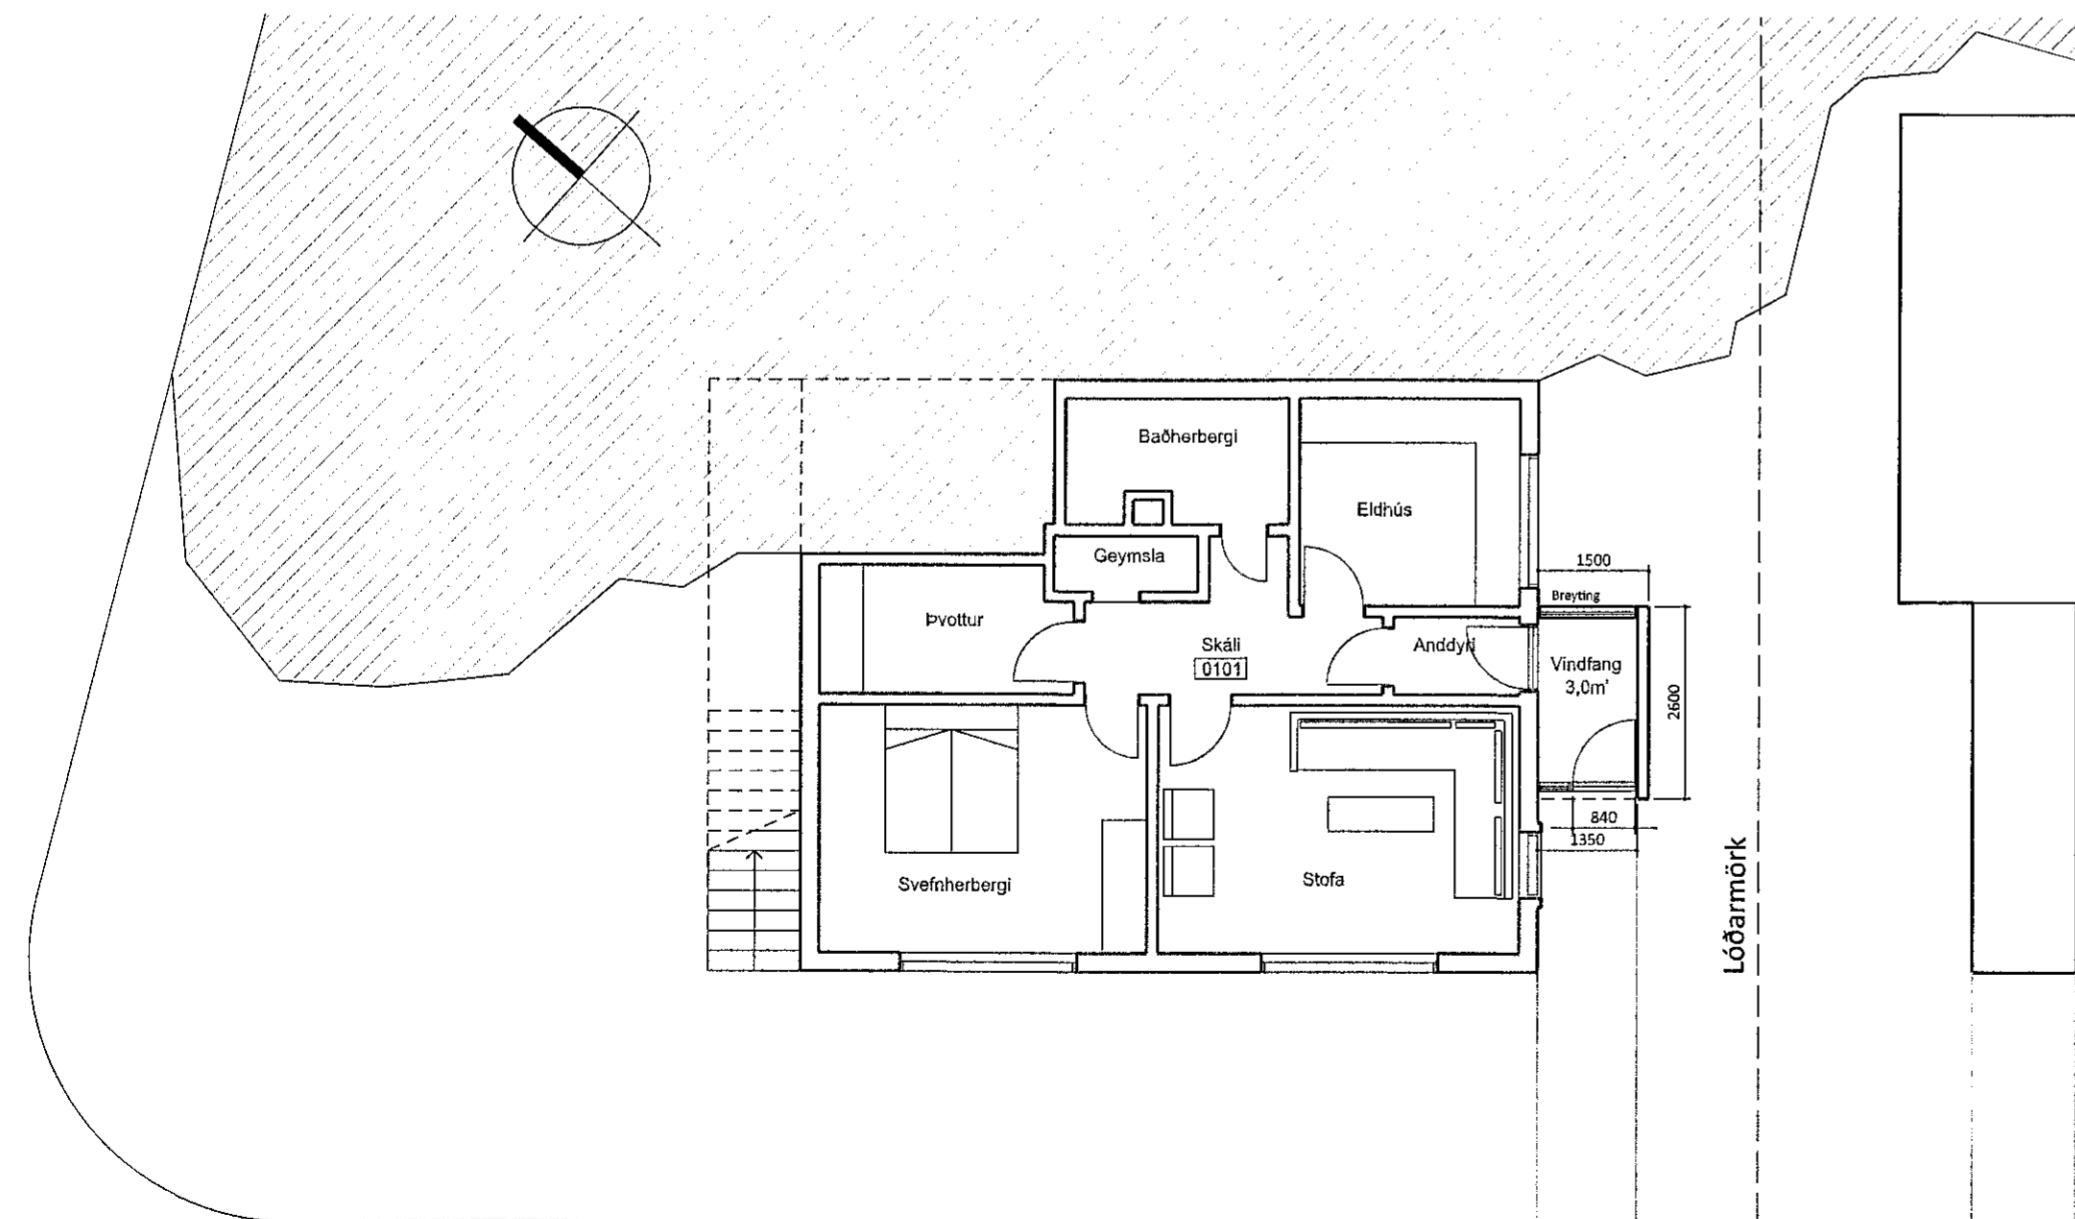 Baðherbergi
Eldhús
Geymsla
1500
Breyting
Þvottur
Skáli
0101
Anddyri
Vindfang
3,0m²
2600
840
1350
Svefnherbergi
Stofa
Lóðarmörk